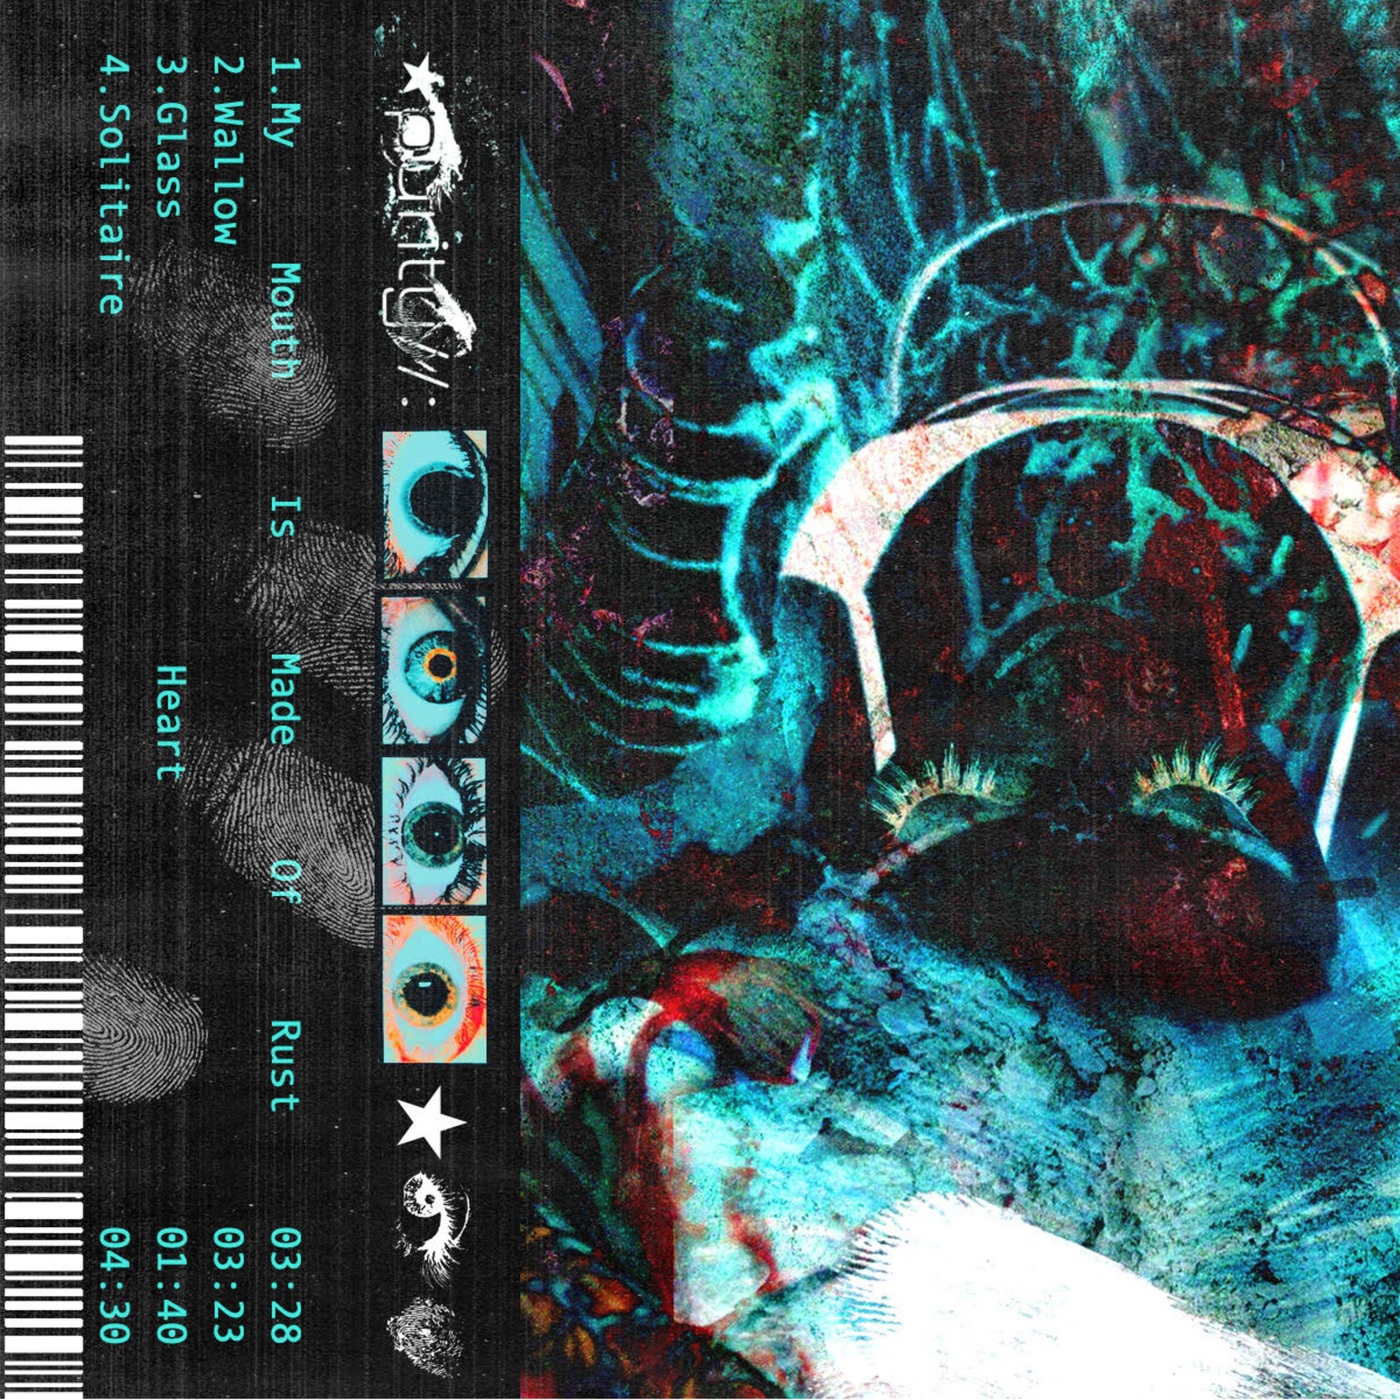 purity://:
1.My Mouth Is Made Of Rust 03:28
2.Wallow 03:23
3.Glass Heart 01:40
4.Solitaire 04:30